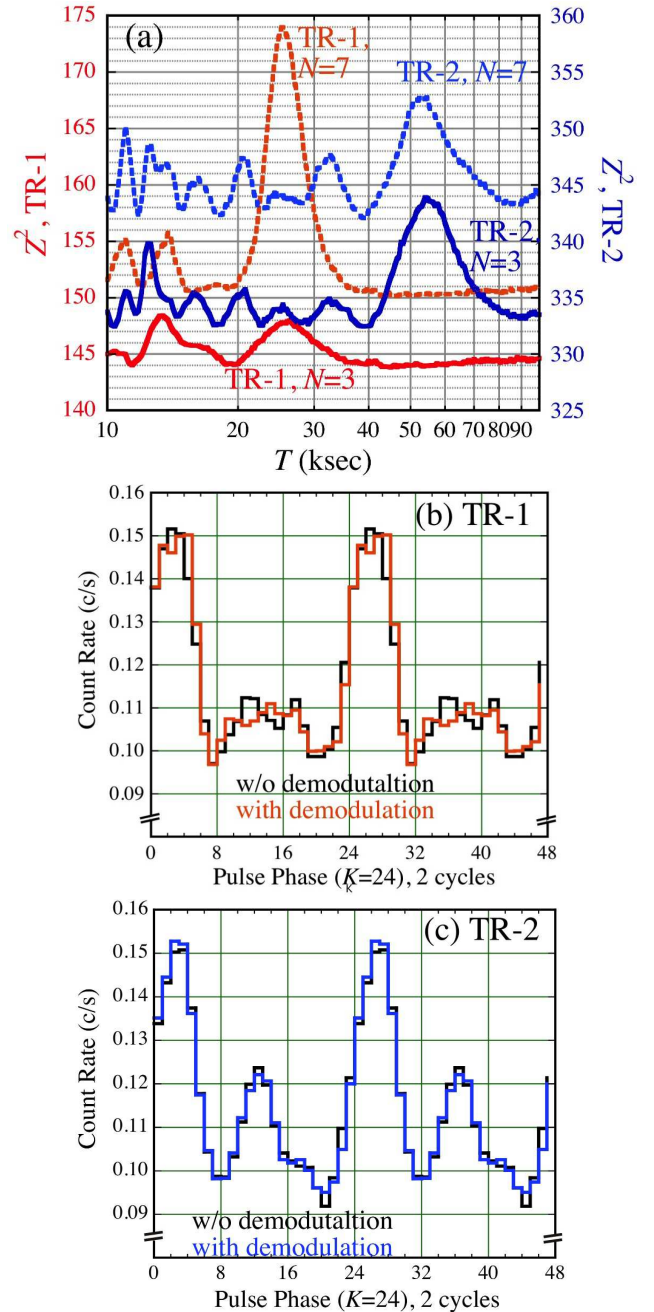 (a)
TR-1,
N=7
TR-2, N=7
TR-2,
N=3
TR-1, N=3
175
170
165
160
155
150
145
140
Z², TR-1
360
355
350
345
340
335
330
325
Z², TR-2
10 20 30 40 50 60 70 80 90
T (ksec)
(b) TR-1
0.16
0.15
0.14
0.13
0.12
0.11
0.10
0.09
Count Rate (c/s)
w/o demodutaltion
with demodulation
0 8 16 24 32 40 48
Pulse Phase (K=24), 2 cycles
k
(c) TR-2
0.16
0.15
0.14
0.13
0.12
0.11
0.10
0.09
Count Rate (c/s)
w/o demodutaltion
with demodulation
0 8 16 24 32 40 48
Pulse Phase (K=24), 2 cycles